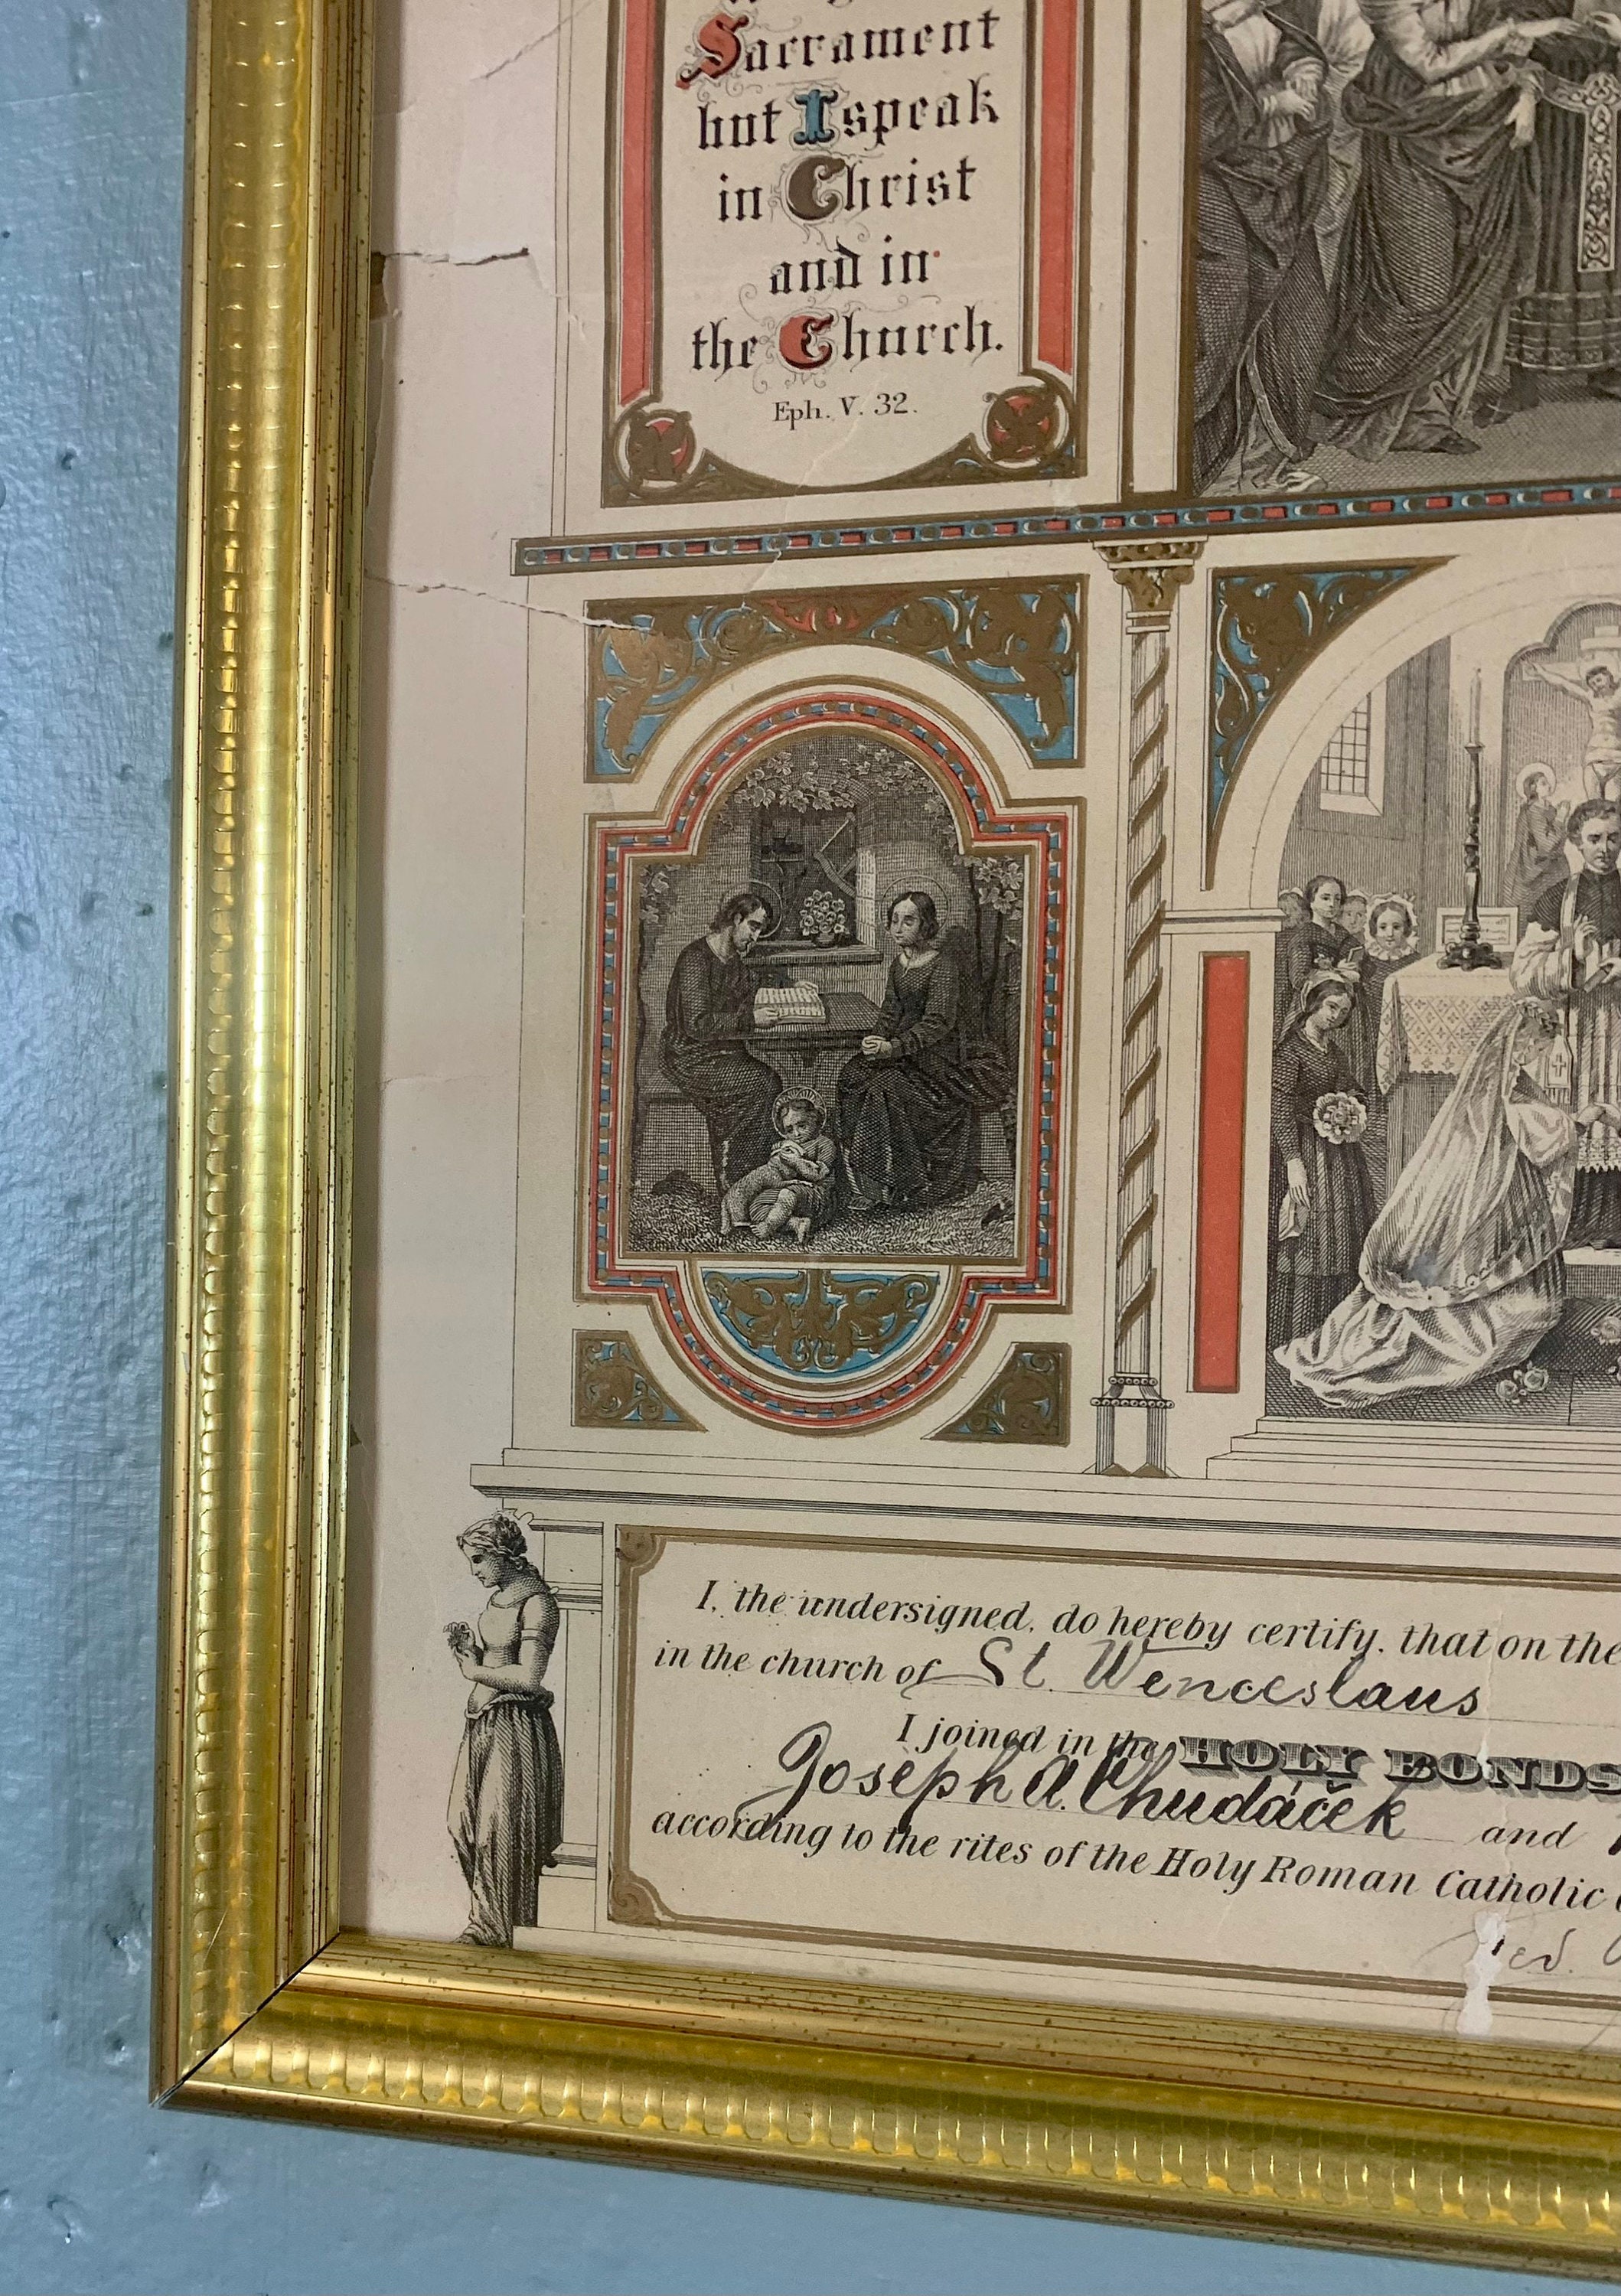 Sacrament
but I speak
in Christ
and in
the Church.
Eph. V. 32.
I, the undersigned, do hereby certify, that on the
in the church of St. Wenceslaus
I joined in the HOLY BONDS
Joseph A. Chudáček and
according to the rites of the Holy Roman Catholic